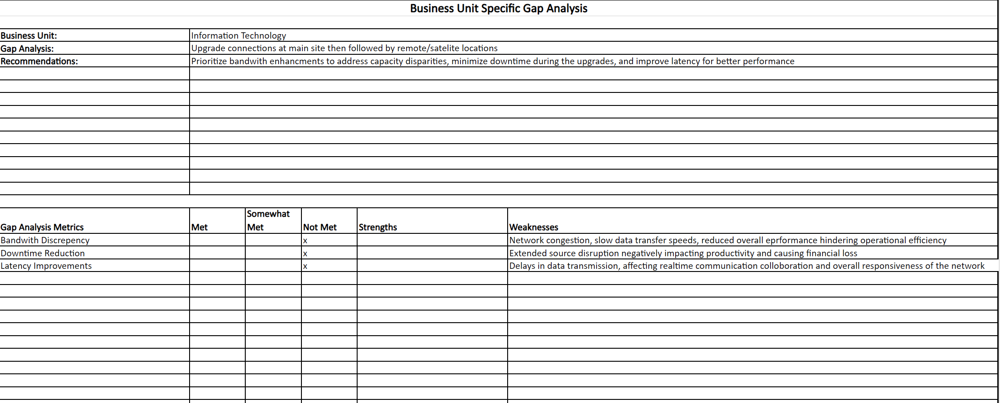 Business Unit Specific Gap Analysis
Business Unit: Information Technology
Gap Analysis: Upgrade connections at main site then followed by remote/satelite locations
Recommendations: Prioritize bandwith enhancments to address capacity disparities, minimize downtime during the upgrades, and improve latency for better performance
Gap Analysis Metrics Met Somewhat Met Not Met Strengths Weaknesses
Bandwith Discrepency x Network congestion, slow data transfer speeds, reduced overall eprformance hindering operational efficiency
Downtime Reduction x Extended source disruption negatively impacting productivity and causing financial loss
Latency Improvements x Delays in data transmission, affecting realtime communication colloboration and overall responsiveness of the network